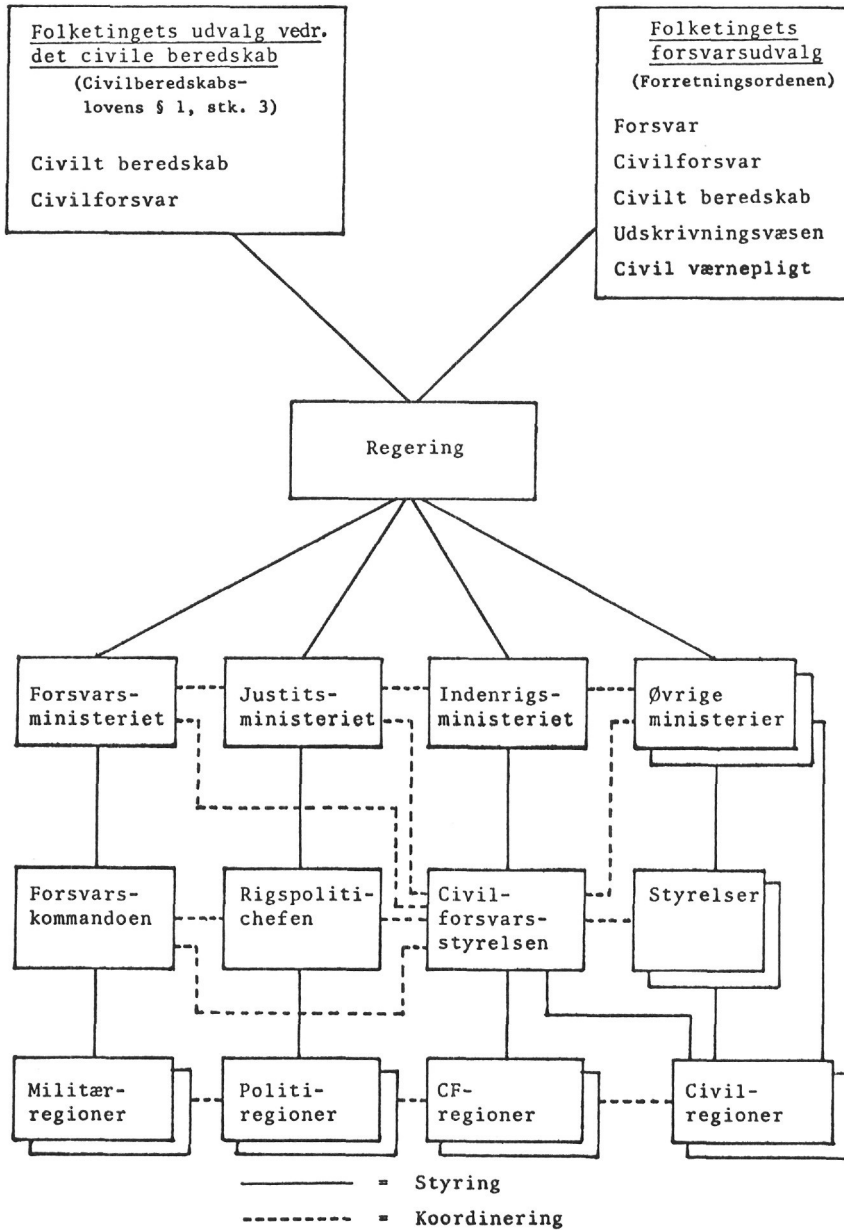 Folketingets udvalg vedr.
det civile beredskab
(Civilberedskabs-
lovens § 1, stk. 3)
Civilt beredskab
Civilforsvar
Folketingets
forsvarsudvalg
(Forretningsordenen)
Forsvar
Civilforsvar
Civilt beredskab
Udskrivningsvæsen
Civil værnepligt
Regering
Forsvars-
ministeriet
Justits-
ministeriet
Indenrigs-
ministeriet
Øvrige
ministerier
Forsvars-
kommandoen
Rigspoliti-
chefen
Civil-
forsvars-
styrelsen
Styrelser
Militær-
regioner
Politi-
regioner
CF-
regioner
Civil-
regioner
= Styring
= Koordinering